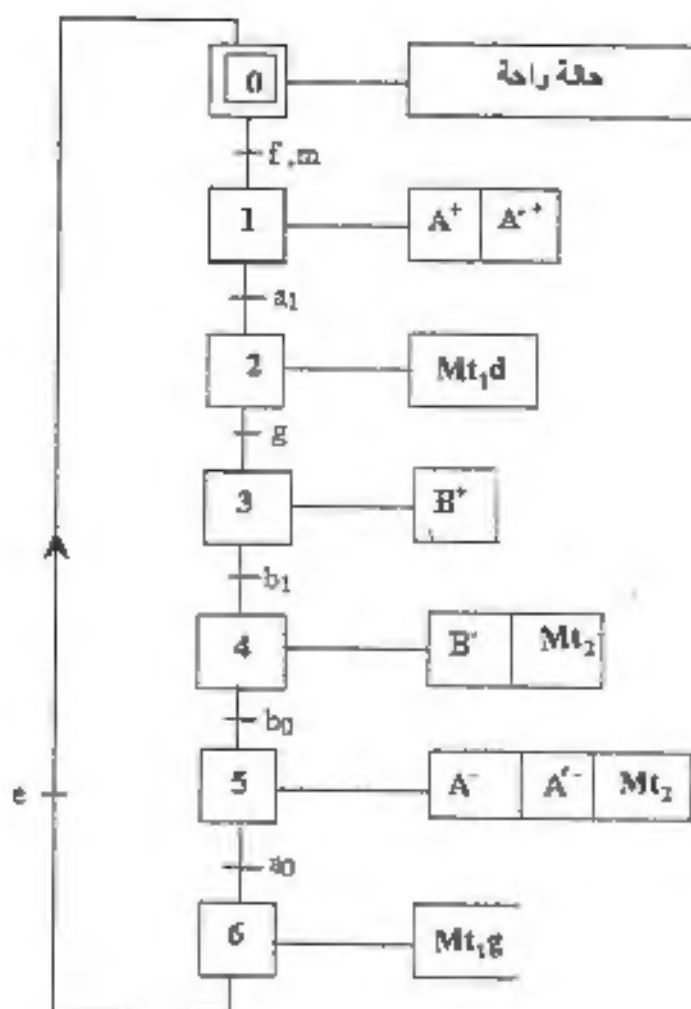 0 حالة راحة
f .m
1 A⁺ A'⁺
a₁
2 Mt₁d
g
3 B⁺
b₁
4 B⁻ Mt₂
b₀
5 A⁻ A'⁻ Mt₂
e
a₀
6 Mt₁g